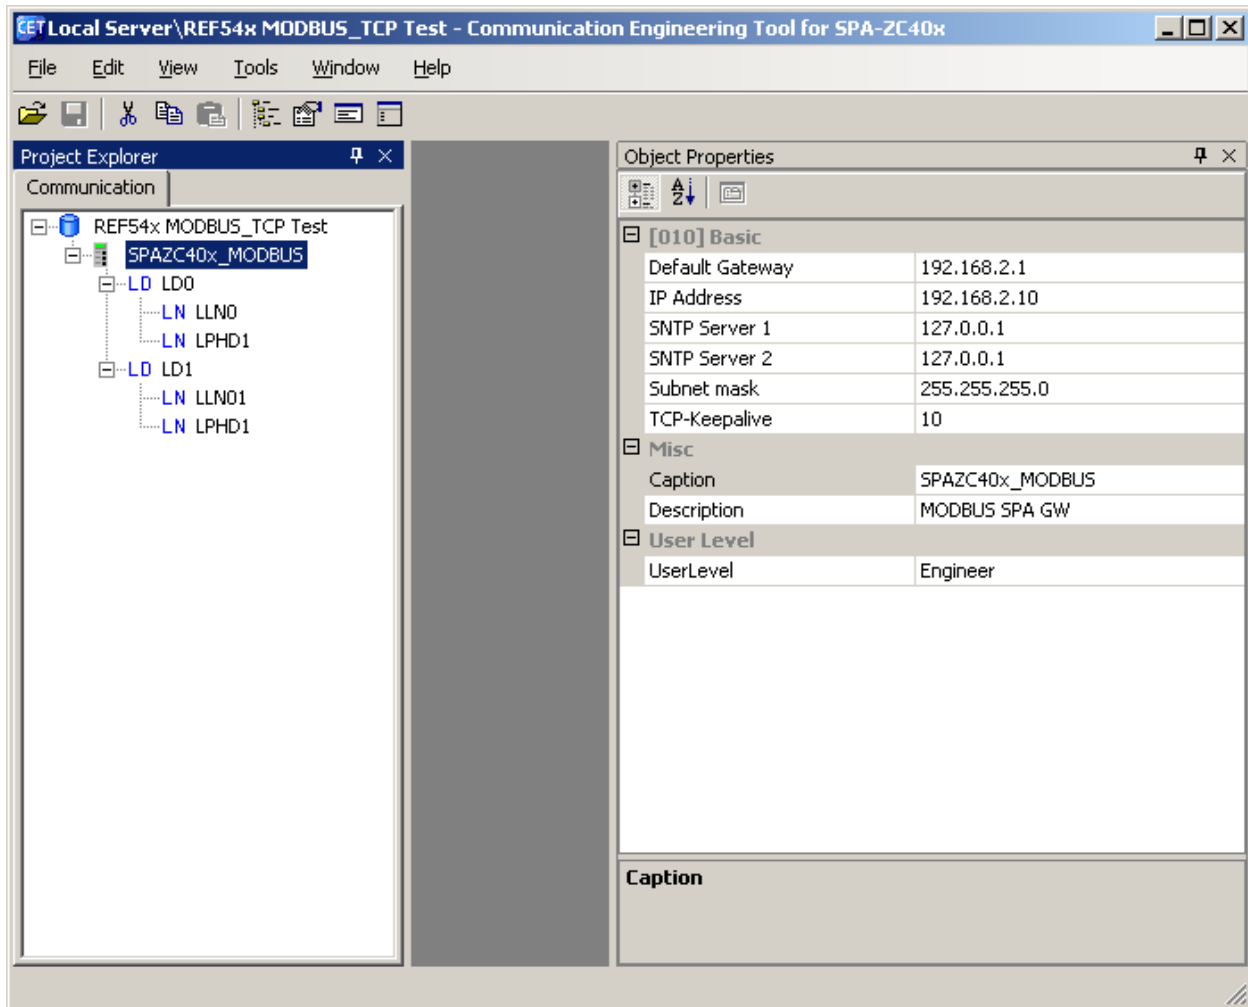 CET Local Server\REF54x MODBUS_TCP Test - Communication Engineering Tool for SPA-ZC40x
File Edit View Tools Window Help
Project Explorer
Communication
REF54x MODBUS_TCP Test
SPAZC40x_MODBUS
LD LD0
LN LLN0
LN LPHD1
LD LD1
LN LLN01
LN LPHD1
Object Properties
[010] Basic
Default Gateway 192.168.2.1
IP Address 192.168.2.10
SNTP Server 1 127.0.0.1
SNTP Server 2 127.0.0.1
Subnet mask 255.255.255.0
TCP-Keepalive 10
Misc
Caption SPAZC40x_MODBUS
Description MODBUS SPA GW
User Level
UserLevel Engineer
Caption